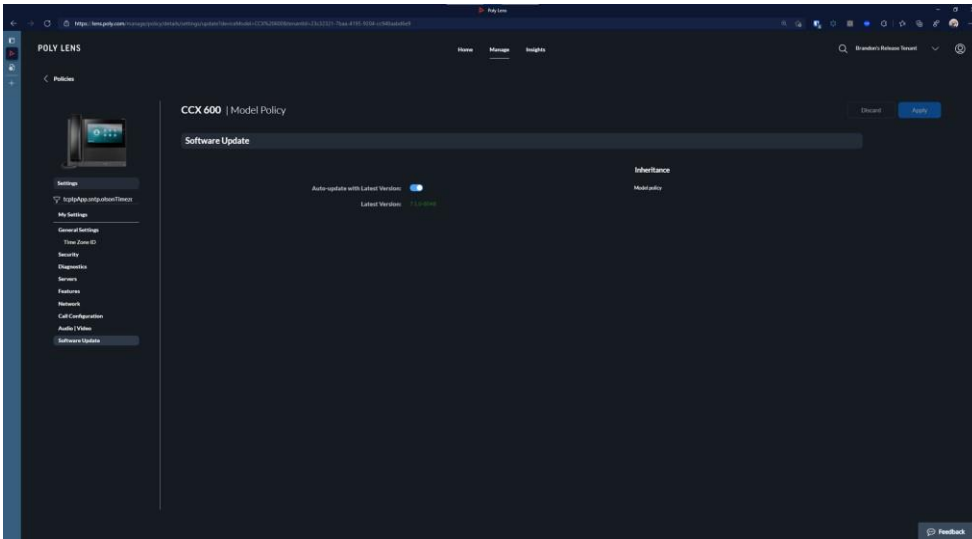 Poly Lens
POLY LENS
Home Manage Insights
Brandon's Release Tenant
Policies
CCX 600 | Model Policy
Discard Apply
Software Update
Inheritance
Auto-update with Latest Version: Model policy
Latest Version:
Settings
My Settings
General Settings
Time Zone ID
Security
Diagnostics
Servers
Features
Network
Call Configuration
Audio | Video
Software Update
Feedback